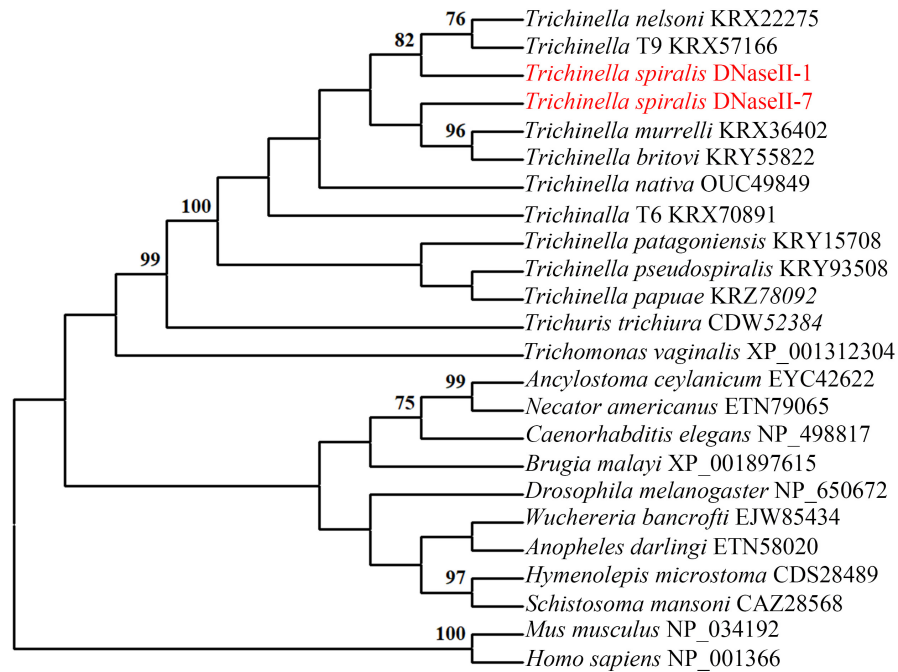 76
Trichinella nelsoni KRX22275
82
Trichinella T9 KRX57166
Trichinella spiralis DNaseII-1
Trichinella spiralis DNaseII-7
96
Trichinella murrelli KRX36402
Trichinella britovi KRY55822
Trichinella nativa OUC49849
100
Trichinalla T6 KRX70891
Trichinella patagoniensis KRY15708
99
Trichinella pseudospiralis KRY93508
Trichinella papuae KRZ78092
Trichuris trichiura CDW52384
Trichomonas vaginalis XP_001312304
99
Ancylostoma ceylanicum EYC42622
75
Necator americanus ETN79065
Caenorhabditis elegans NP_498817
Brugia malayi XP_001897615
Drosophila melanogaster NP_650672
Wuchereria bancrofti EJW85434
Anopheles darlingi ETN58020
97
Hymenolepis microstoma CDS28489
Schistosoma mansoni CAZ28568
100
Mus musculus NP_034192
Homo sapiens NP_001366